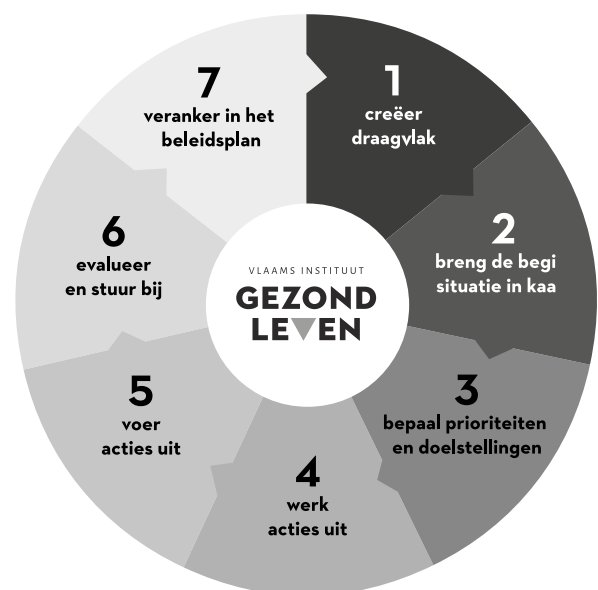 1
creëer
draagvlak
2
breng de begi
situatie in kaa
3
bepaal prioriteiten
en doelstellingen
4
werk
acties uit
5
voer
acties uit
6
evalueer
en stuur bij
7
veranker in het
beleidsplan
VLAAMS INSTITUUT
GEZOND
LEVEN